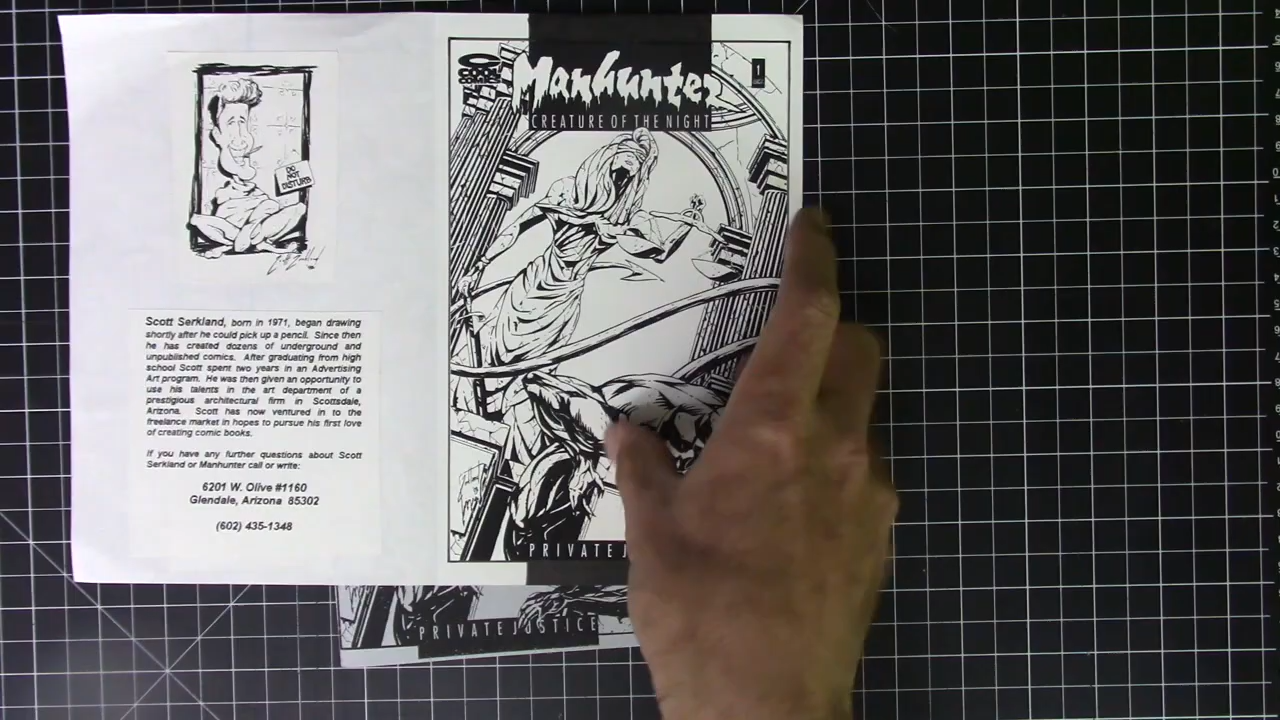 DO
NOT
DISTURB
Scott Serkland, born in 1971, began drawing
shortly after he could pick up a pencil. Since then
he has created dozens of underground and
unpublished comics. After graduating from high
school Scott spent two years in an Advertising
Art program. He was then given an opportunity to
use his talents in the art department of a
prestigious architectural firm in Scottsdale,
Arizona. Scott has now ventured in to the
freelance market in hopes to pursue his first love
of creating comic books.
If you have any further questions about Scott
Serkland or Manhunter call or write:
6201 W. Olive #1160
Glendale, Arizona 85302
(602) 435-1348
Manhunter
CREATURE OF THE NIGHT
1
PRIVATE
PRIVATE JUSTICE